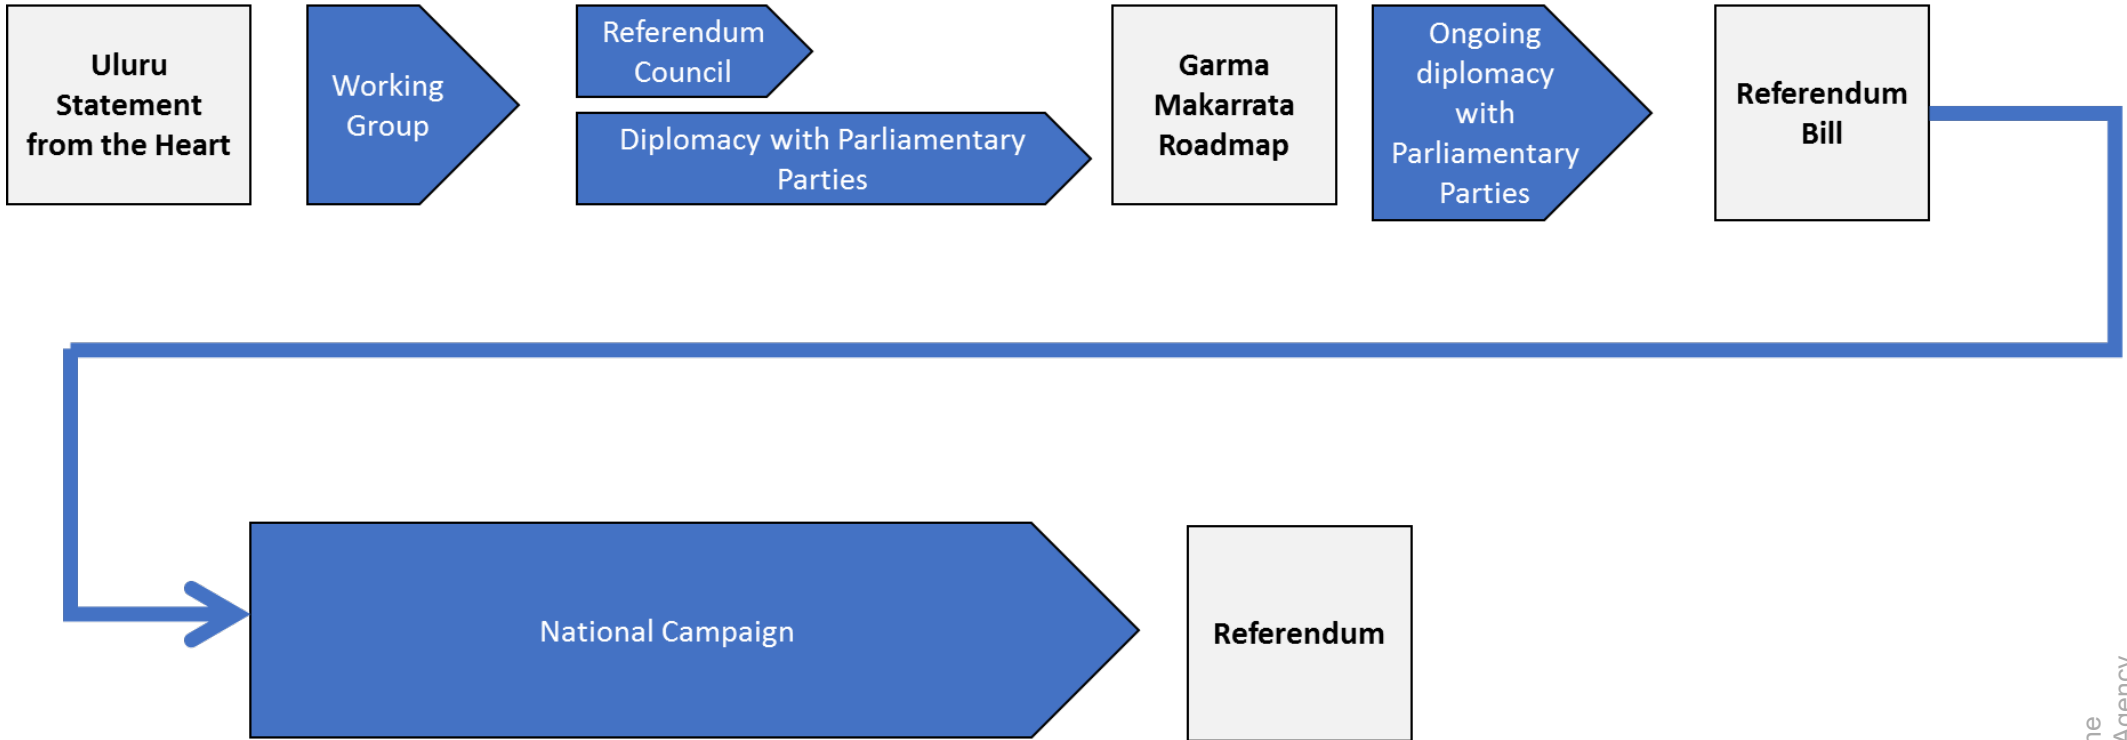 Uluru
Statement
from the Heart
Working
Group
Referendum
Council
Diplomacy with Parliamentary
Parties
Garma
Makarrata
Roadmap
Ongoing
diplomacy
with
Parliamentary
Parties
Referendum
Bill
National Campaign
Referendum
Agency